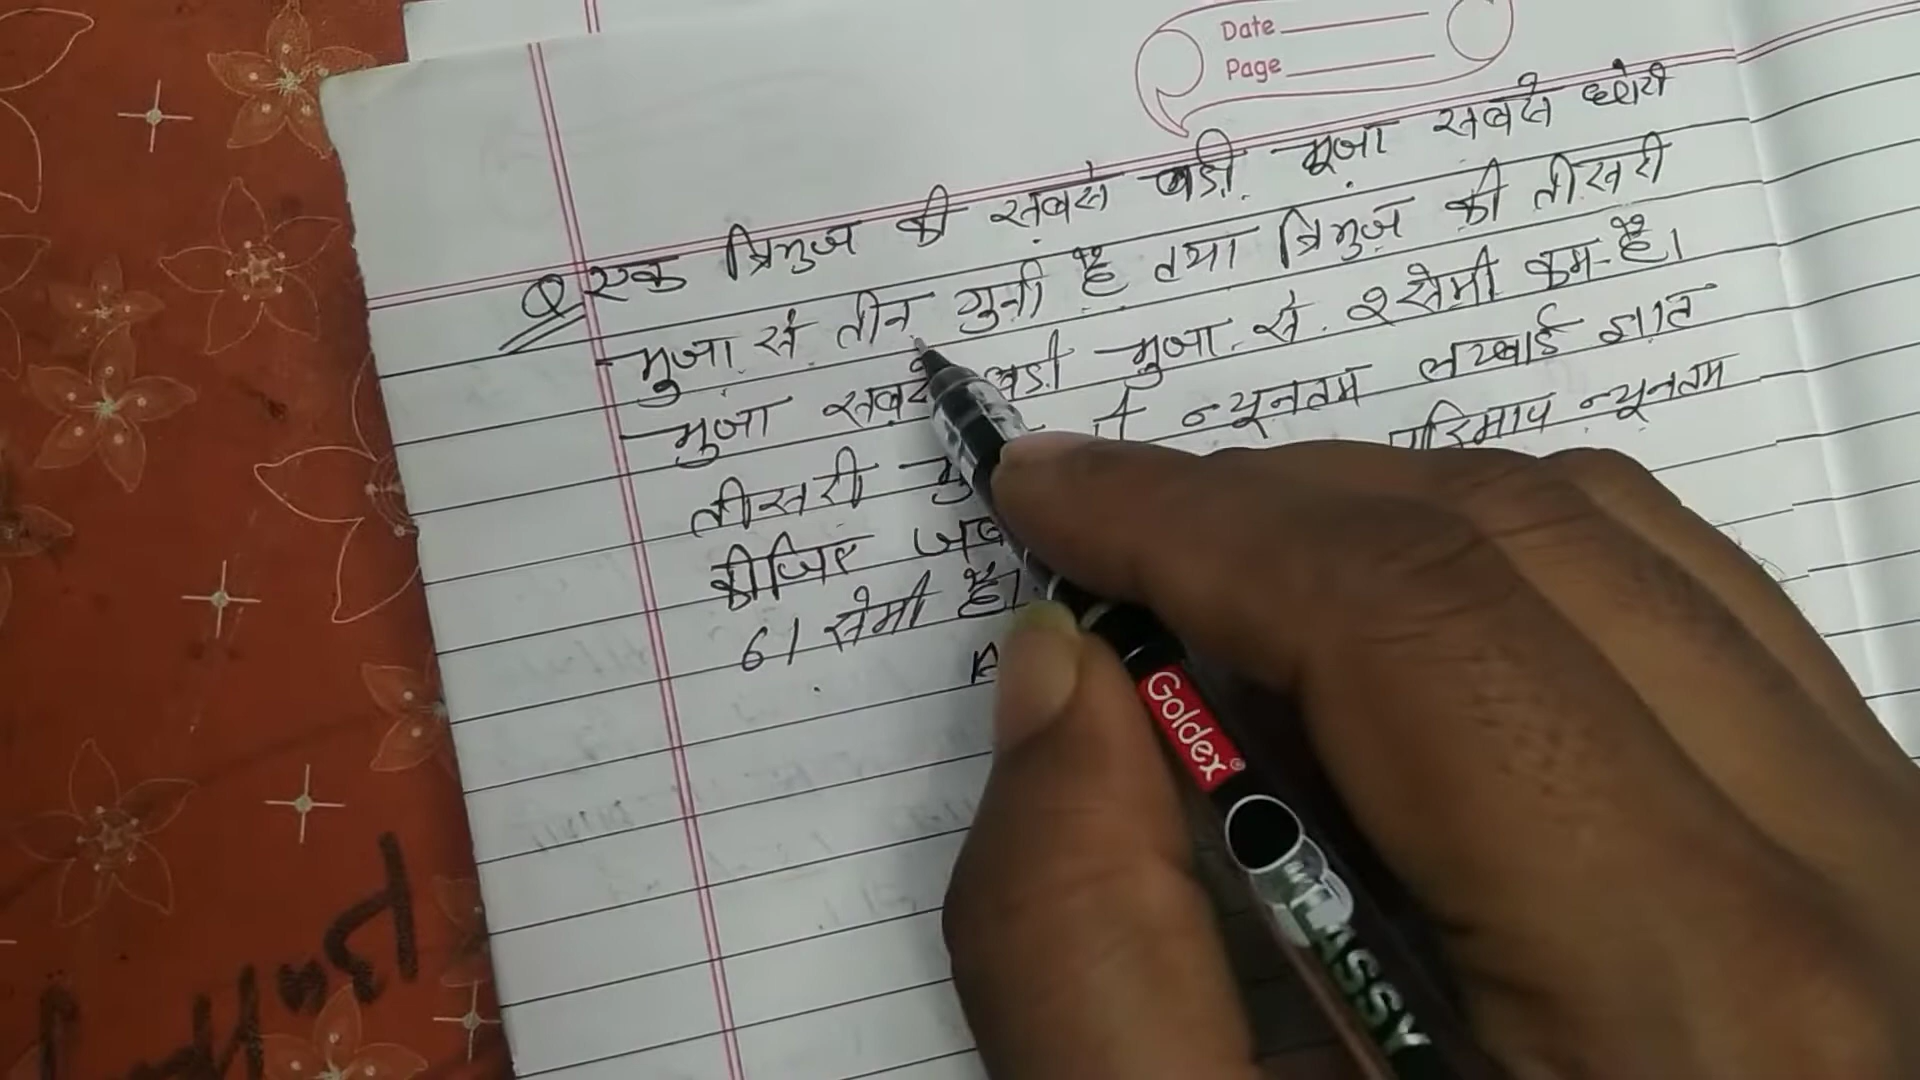 Date
Page
Q एक त्रिभुज की सबसे बडी भूजा सबसे छोटी
भुजा से तीन गुनी है तथा त्रिभुज की तीसरी
भुजा सबसे बडी भुजा से 2 सेमी कम है।
तीसरी न्यूनतम लम्बाई ज्ञात
कीजिए जब परिमाप न्यूनतम
61 सेमी है।
Goldex